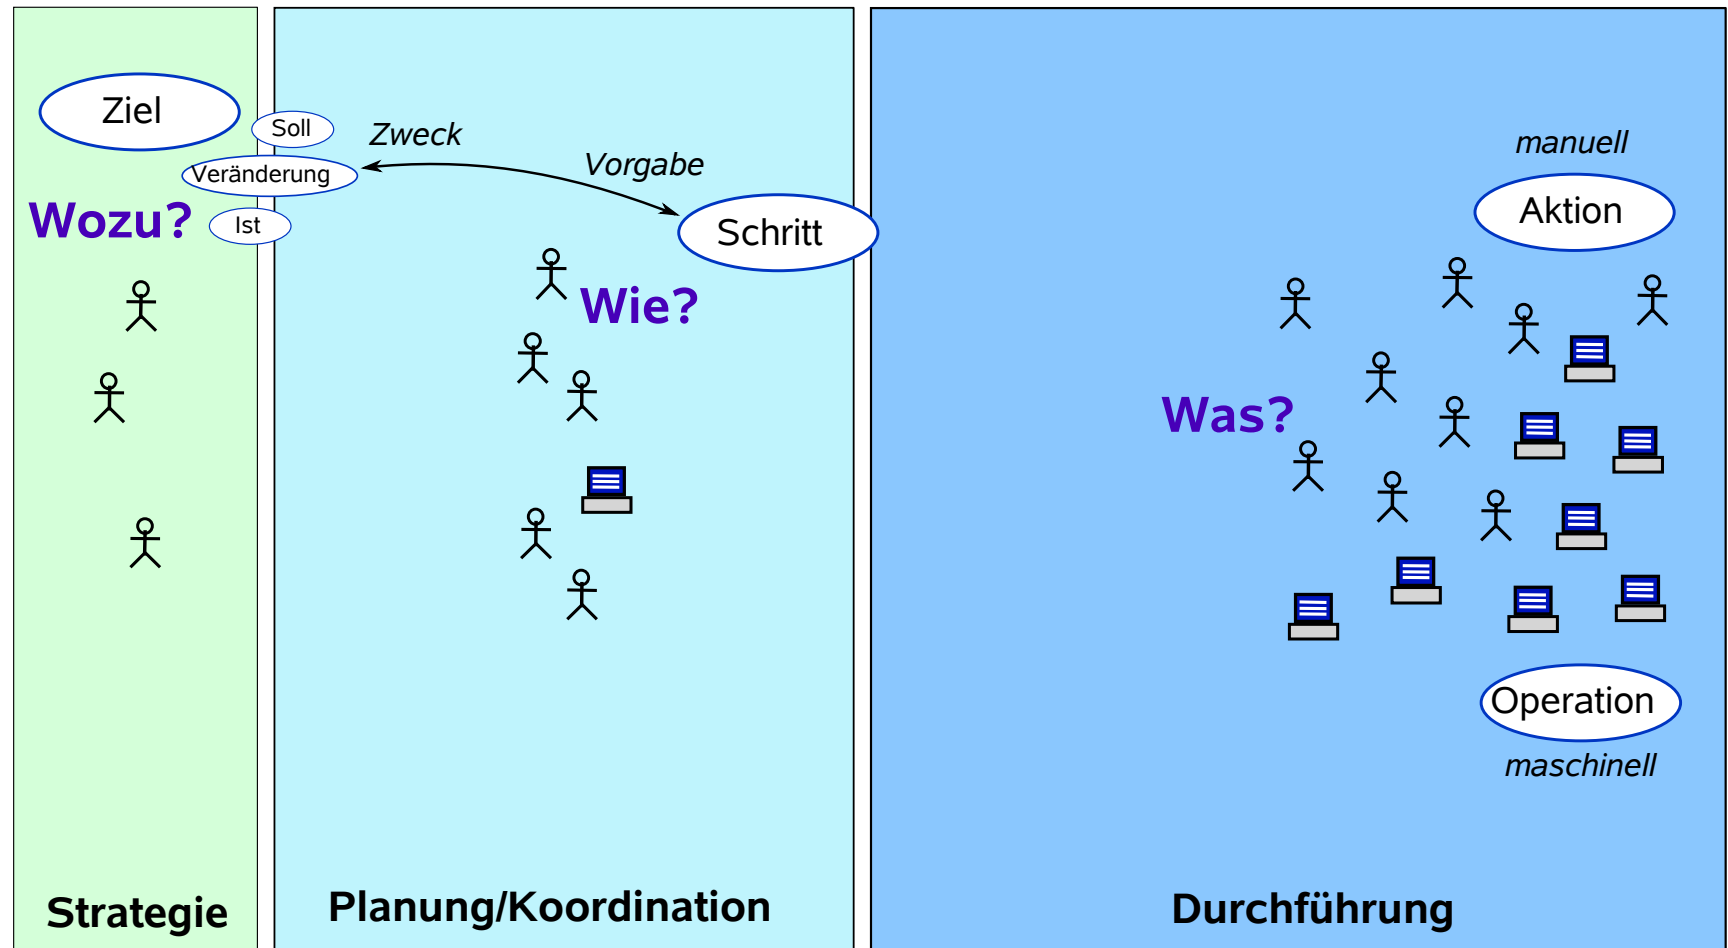 Ziel
Soll
Veränderung
Ist
Wozu?
Strategie
Zweck
Vorgabe
Schritt
Wie?
Planung/Koordination
manuell
Aktion
Was?
Operation
maschinell
Durchführung